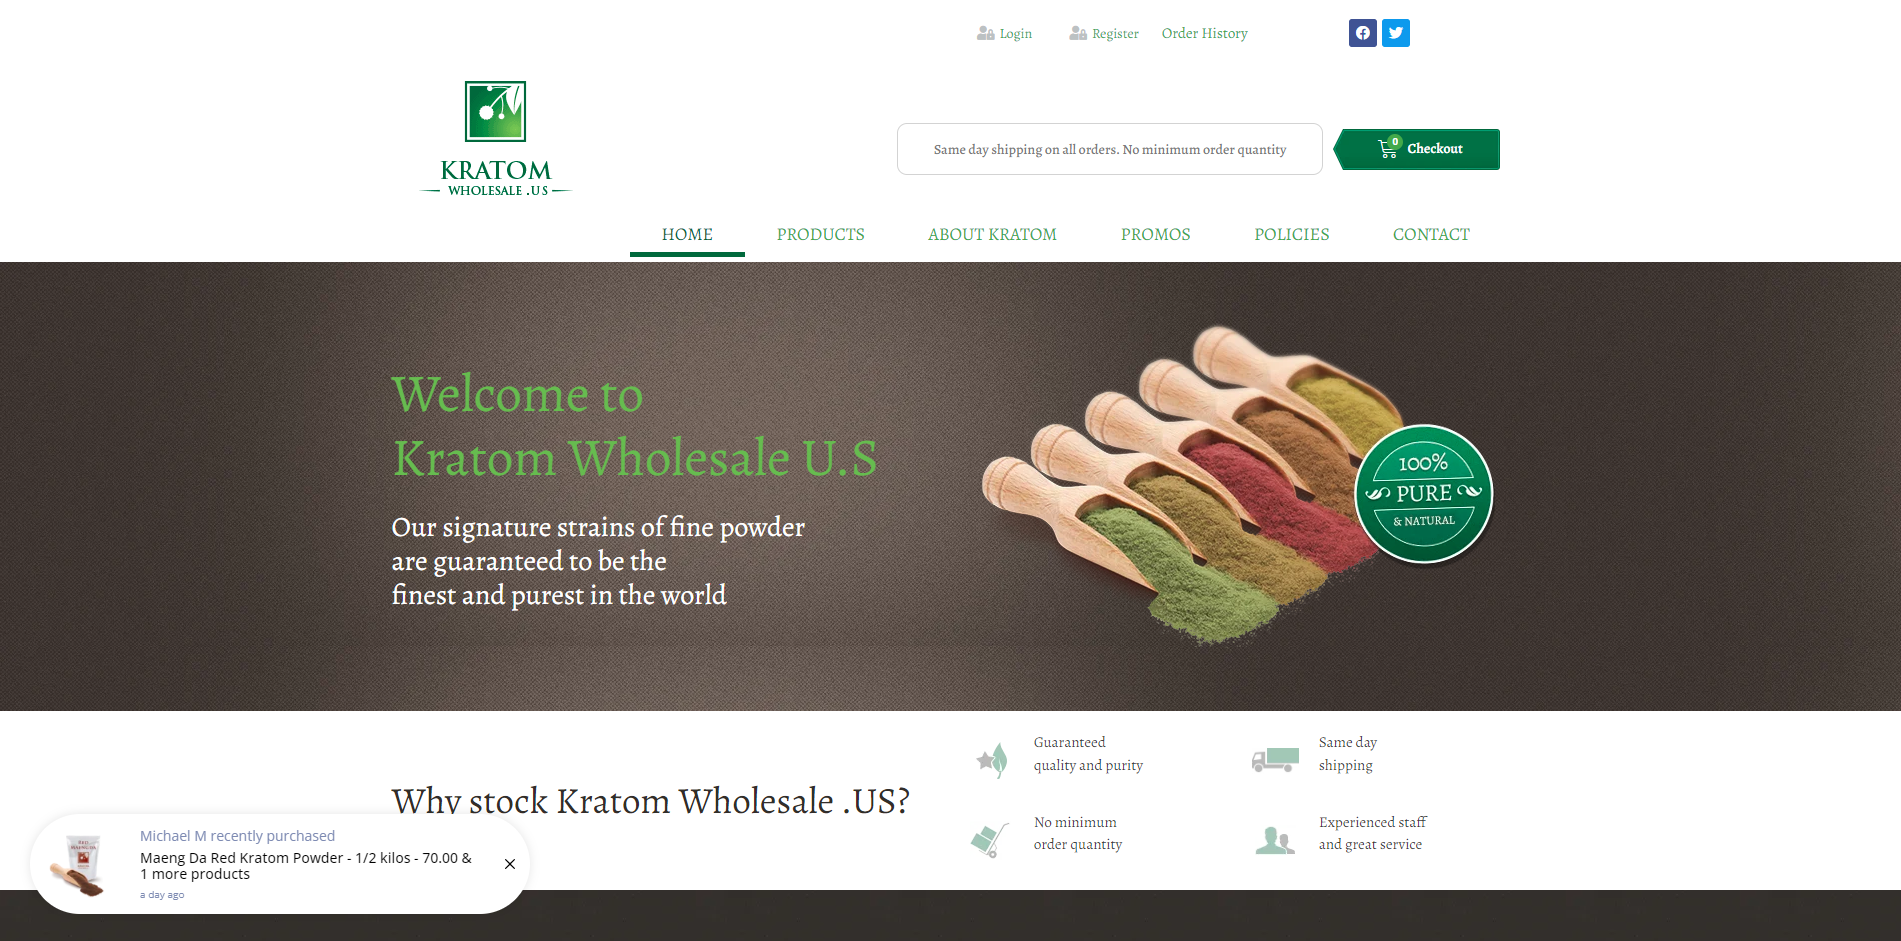 Login
Register
Order History
KRATOM
WHOLESALE .US
Same day shipping on all orders. No minimum order quantity
0
Checkout
HOME
PRODUCTS
ABOUT KRATOM
PROMOS
POLICIES
CONTACT
Welcome to
Kratom Wholesale U.S
Our signature strains of fine powder
are guaranteed to be the
finest and purest in the world
100%
PURE
& NATURAL
Why stock Kratom Wholesale .US?
Guaranteed
quality and purity
Same day
shipping
No minimum
order quantity
Experienced staff
and great service
Michael M recently purchased
Maeng Da Red Kratom Powder - 1/2 kilos - 70.00 &
1 more products
a day ago